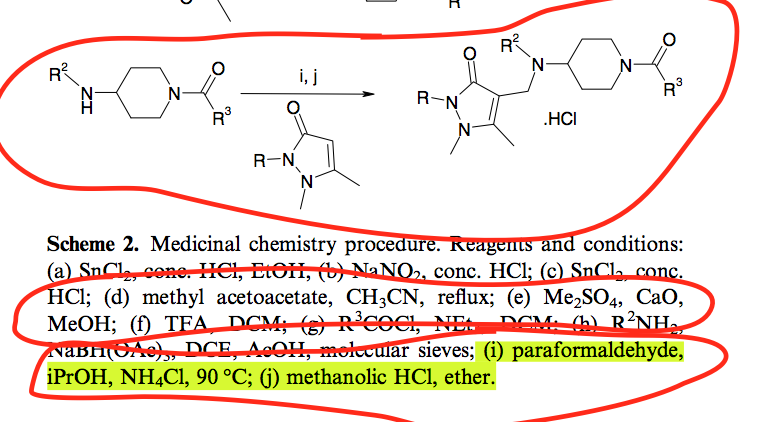 R
R²
N
H
N
O
R³
i, j
O
R–N
N
O
R–N
N
R²
N
N
O
R³
.HCl
Scheme 2. Medicinal chemistry procedure. Reagents and conditions:
(a) SnCl₂, conc. HCl, EtOH; (b) NaNO₂, conc. HCl; (c) SnCl₂, conc.
HCl; (d) methyl acetoacetate, CH₃CN, reflux; (e) Me₂SO₄, CaO,
MeOH; (f) TFA, DCM; (g) R³COCl, NEt₃, DCM; (h) R²NH₂,
NaBH(OAc)₃, DCE, AcOH, molecular sieves; (i) paraformaldehyde,
iPrOH, NH₄Cl, 90 °C; (j) methanolic HCl, ether.